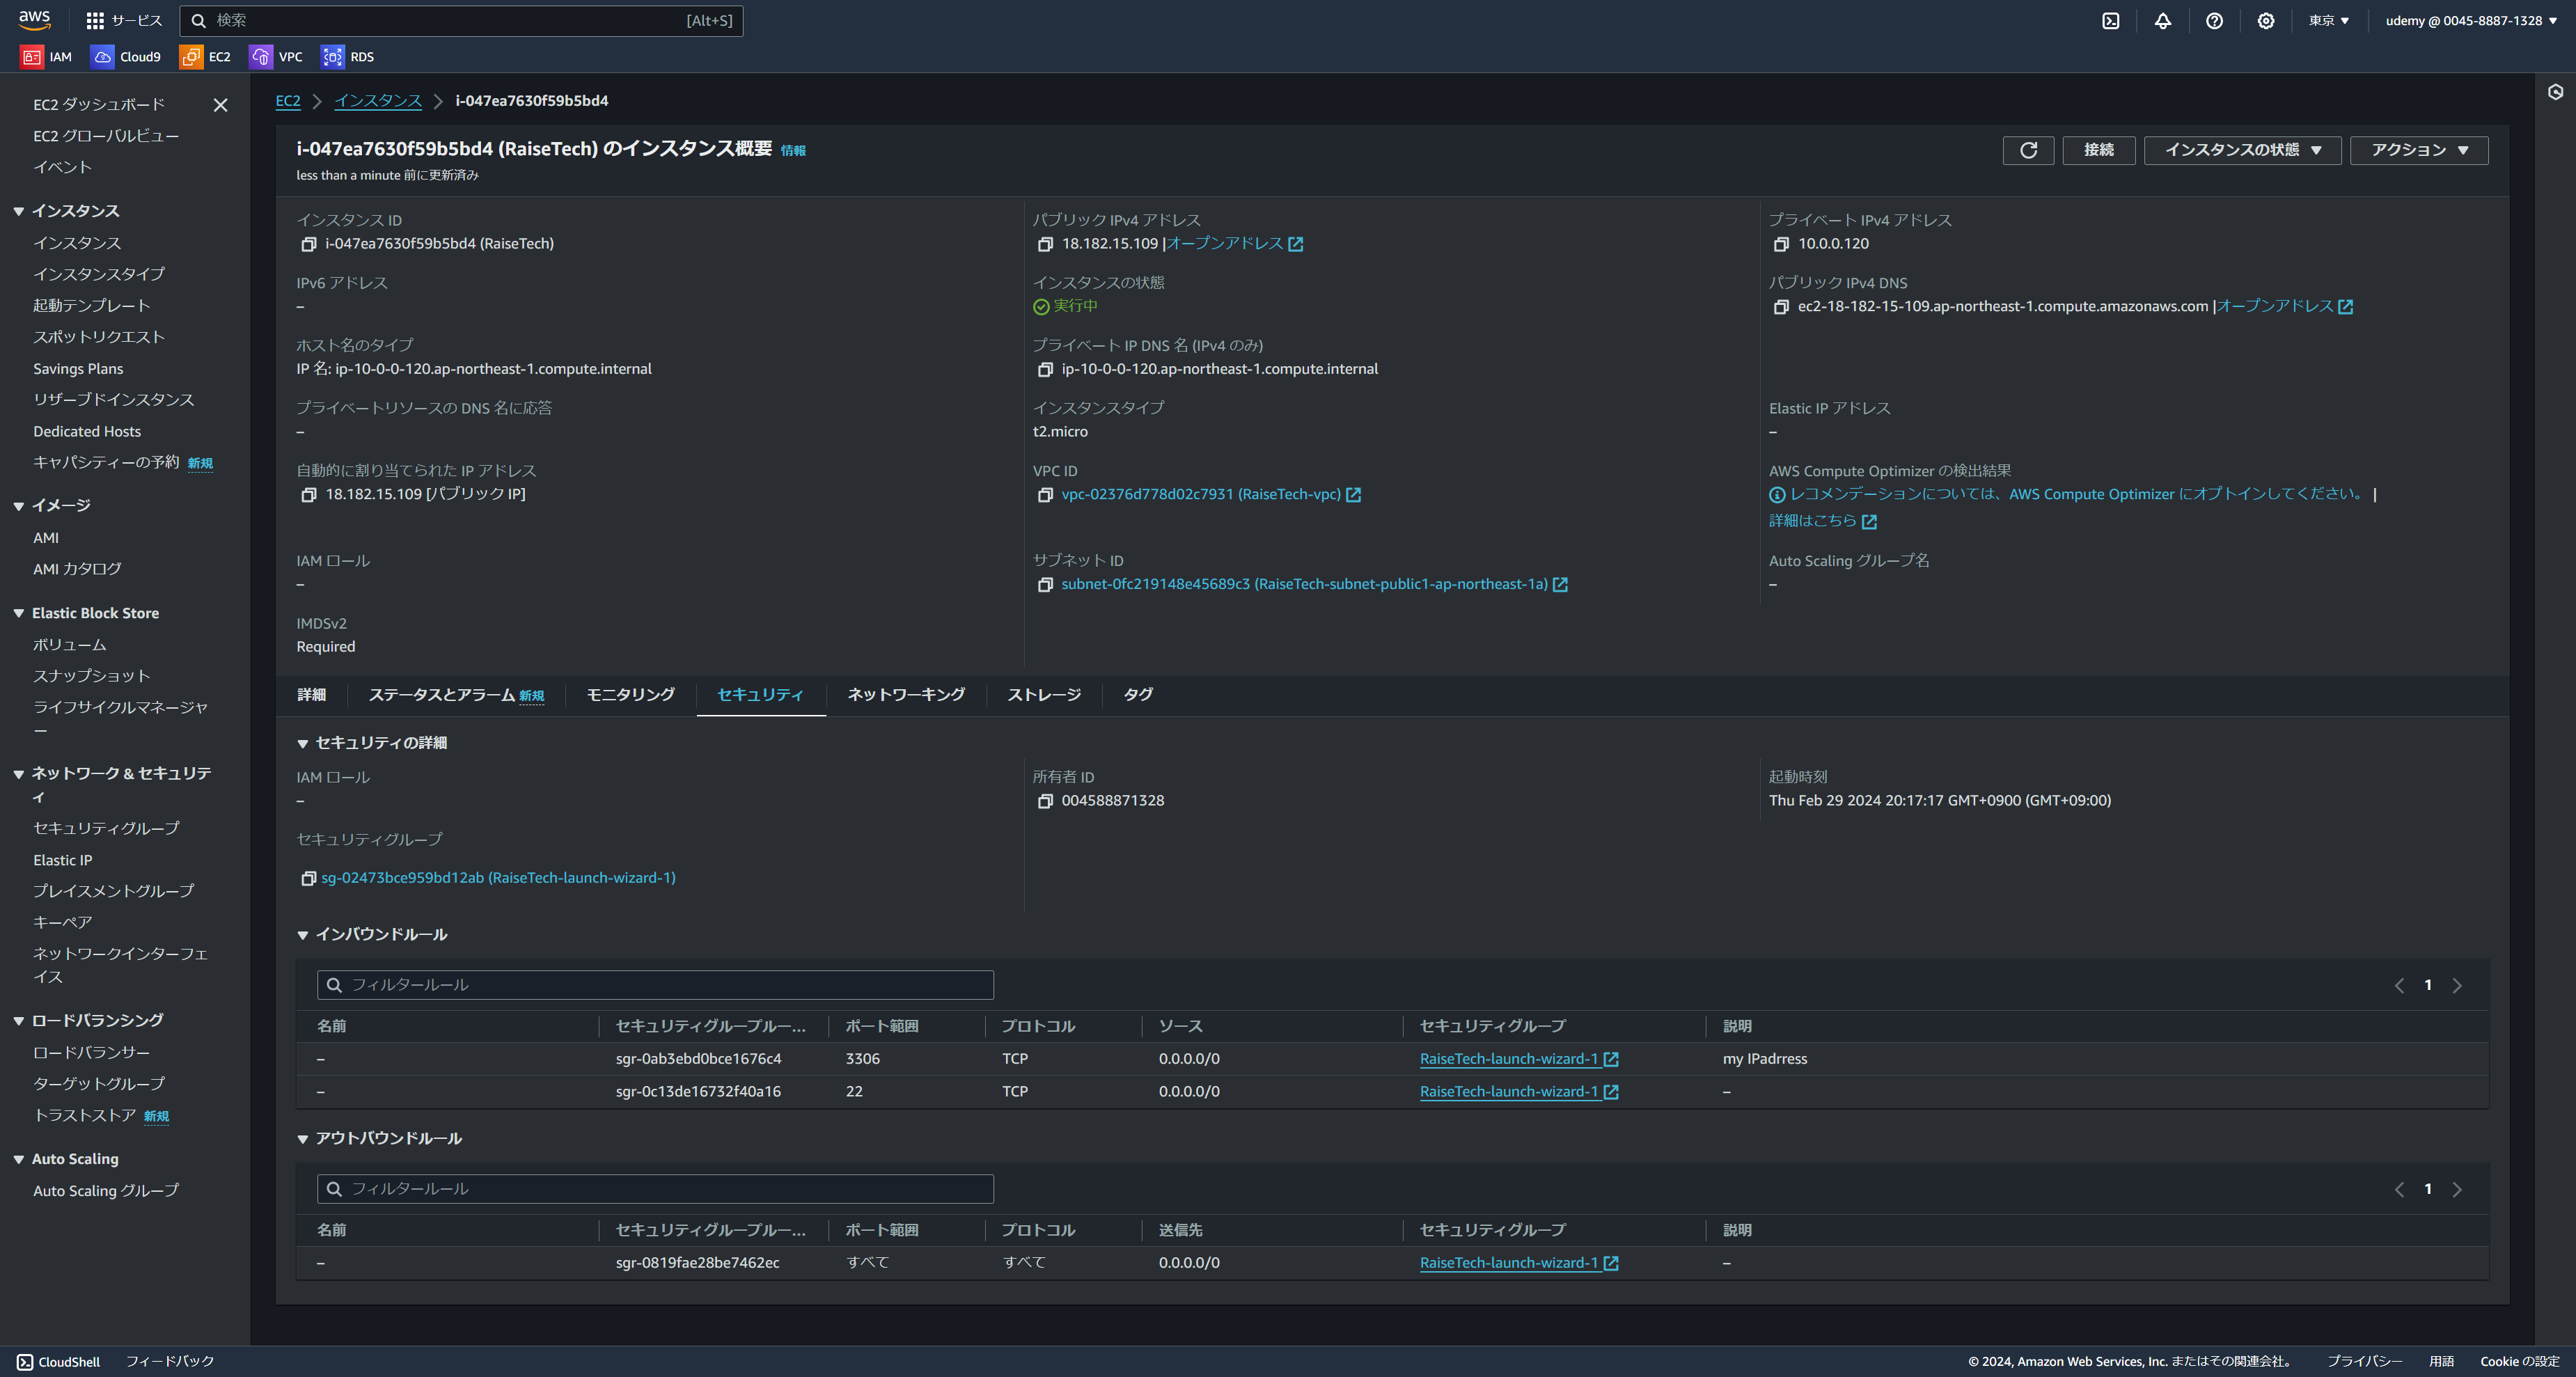 aws
サービス
検索
[Alt+S]
東京 ▼
udemy @ 0045-8887-1328 ▼
IAM
Cloud9
EC2
VPC
RDS
EC2 ダッシュボード
EC2 グローバルビュー
イベント
インスタンス
インスタンス
インスタンスタイプ
起動テンプレート
スポットリクエスト
Savings Plans
リザーブドインスタンス
Dedicated Hosts
キャパシティーの予約 新規
イメージ
AMI
AMI カタログ
Elastic Block Store
ボリューム
スナップショット
ライフサイクルマネージャ
ー
ネットワーク & セキュリテ
ィ
セキュリティグループ
Elastic IP
プレイスメントグループ
キーペア
ネットワークインターフェ
イス
ロードバランシング
ロードバランサー
ターゲットグループ
トラストストア 新規
Auto Scaling
Auto Scaling グループ
EC2 > インスタンス > i-047ea7630f59b5bd4
i-047ea7630f59b5bd4 (RaiseTech) のインスタンス概要 情報
less than a minute 前に更新済み
接続
インスタンスの状態 ▼
アクション ▼
インスタンス ID
i-047ea7630f59b5bd4 (RaiseTech)
パブリック IPv4 アドレス
18.182.15.109 |オープンアドレス
プライベート IPv4 アドレス
10.0.0.120
IPv6 アドレス
–
インスタンスの状態
実行中
パブリック IPv4 DNS
ec2-18-182-15-109.ap-northeast-1.compute.amazonaws.com |オープンアドレス
ホスト名のタイプ
IP 名: ip-10-0-0-120.ap-northeast-1.compute.internal
プライベート IP DNS 名 (IPv4 のみ)
ip-10-0-0-120.ap-northeast-1.compute.internal
プライベートリソースの DNS 名に応答
–
インスタンスタイプ
t2.micro
Elastic IP アドレス
–
自動的に割り当てられた IP アドレス
18.182.15.109 [パブリック IP]
VPC ID
vpc-02376d778d02c7931 (RaiseTech-vpc)
AWS Compute Optimizer の検出結果
レコメンデーションについては、AWS Compute Optimizer にオプトインしてください。 |
詳細はこちら
IAM ロール
–
サブネット ID
subnet-0fc219148e45689c3 (RaiseTech-subnet-public1-ap-northeast-1a)
Auto Scaling グループ名
–
IMDSv2
Required
詳細
ステータスとアラーム 新規
モニタリング
セキュリティ
ネットワーキング
ストレージ
タグ
セキュリティの詳細
IAM ロール
–
所有者 ID
004588871328
起動時刻
Thu Feb 29 2024 20:17:17 GMT+0900 (GMT+09:00)
セキュリティグループ
sg-02473bce959bd12ab (RaiseTech-launch-wizard-1)
インバウンドルール
フィルタールール
1
名前 セキュリティグループルー... ポート範囲 プロトコル ソース セキュリティグループ 説明
– sgr-0ab3ebd0bce1676c4 3306 TCP 0.0.0.0/0 RaiseTech-launch-wizard-1 my IPadrress
– sgr-0c13de16732f40a16 22 TCP 0.0.0.0/0 RaiseTech-launch-wizard-1 –
アウトバウンドルール
フィルタールール
1
名前 セキュリティグループルー... ポート範囲 プロトコル 送信先 セキュリティグループ 説明
– sgr-0819fae28be7462ec すべて すべて 0.0.0.0/0 RaiseTech-launch-wizard-1 –
CloudShell
フィードバック
© 2024, Amazon Web Services, Inc. またはその関連会社。
プライバシー
用語
Cookie の設定